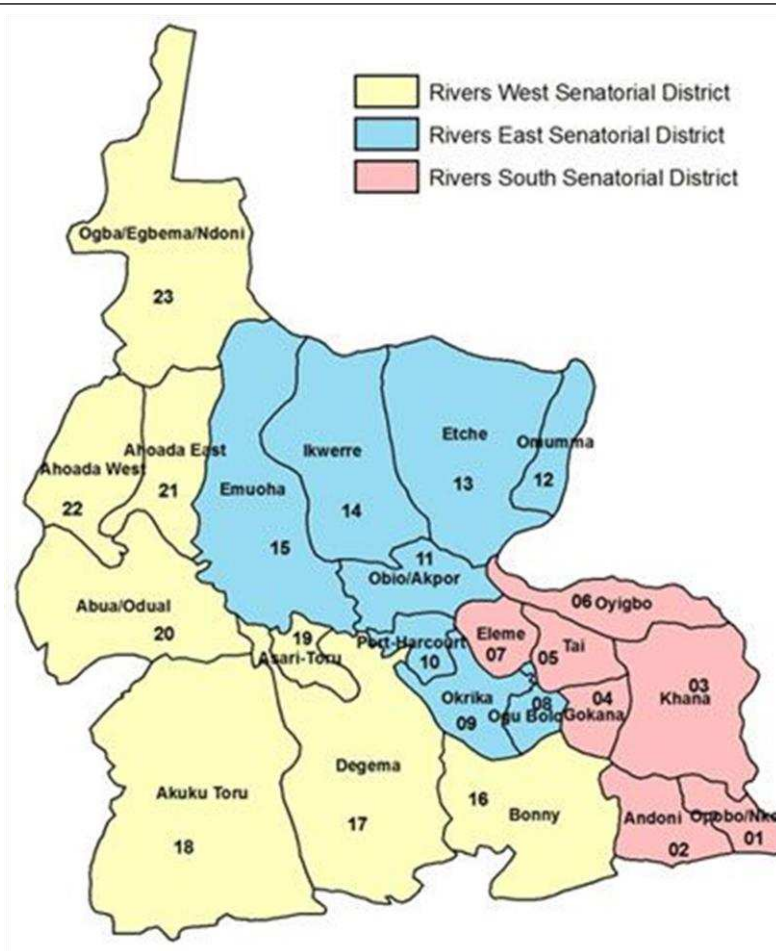 Rivers West Senatorial District
Rivers East Senatorial District
Rivers South Senatorial District
Ogba/Egbema/Ndoni
23
Ahoada West
22
Ahoada East
21
Emuoha
15
Ikwerre
14
Etche
13
Omumma
12
11
Obio/Akpor
Abua/Odual
20
19
Asari-Toru
Port-Harcourt
10
Eleme
07
06 Oyigbo
05
Tai
Okrika
09
08
Ogu Bolo
04
Gokana
03
Khana
Akuku Toru
18
Degema
17
16
Bonny
Andoni
02
01